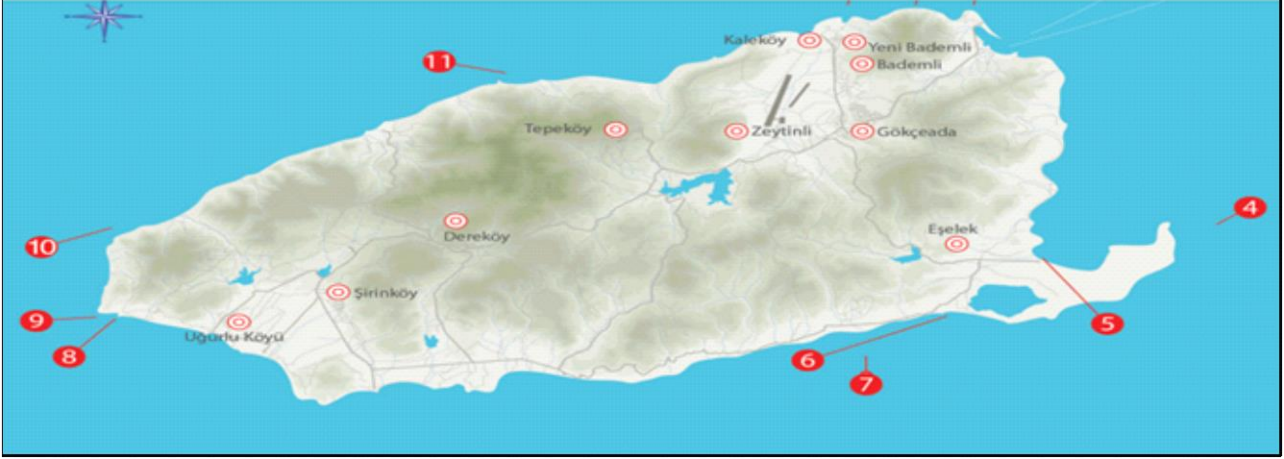 Kaleköy
Yeni Bademli
11
Bademli
Tepeköy
Zeytinli
Gökçeada
4
Dereköy
Eşelek
10
Şirinköy
9
5
Uğurlu Köyü
8
6
7